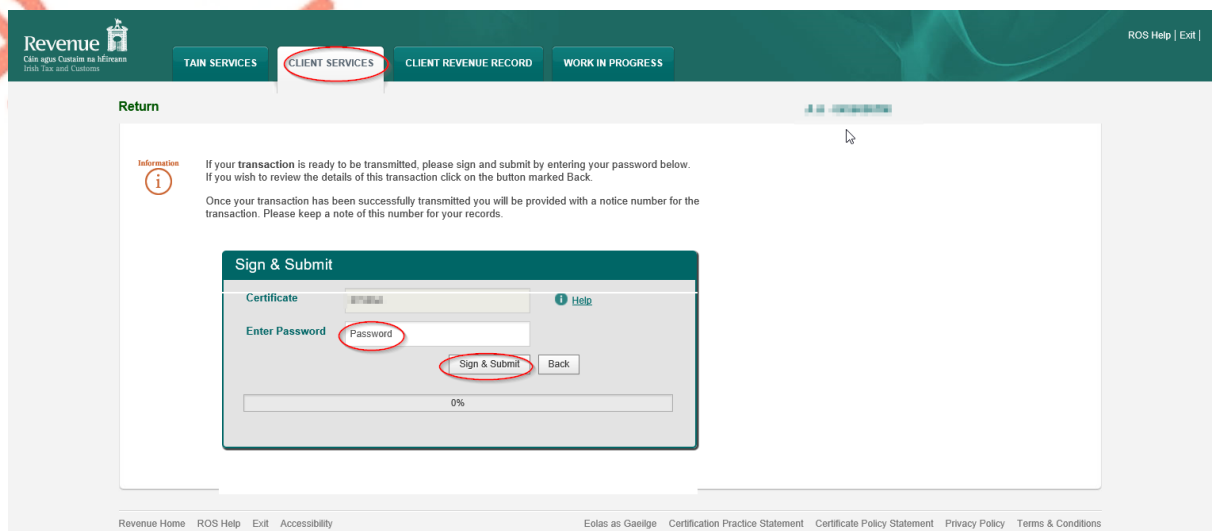 Revenue
Cáin agus Custaim na hÉireann
Irish Tax and Customs
TAIN SERVICES
CLIENT SERVICES
CLIENT REVENUE RECORD
WORK IN PROGRESS
ROS Help | Exit |
Return
Information
If your transaction is ready to be transmitted, please sign and submit by entering your password below.
If you wish to review the details of this transaction click on the button marked Back.
Once your transaction has been successfully transmitted you will be provided with a notice number for the
transaction. Please keep a note of this number for your records.
Sign & Submit
Certificate
Help
Enter Password
Password
Sign & Submit
Back
0%
Revenue Home ROS Help Exit Accessibility
Eolas as Gaeilge Certification Practice Statement Certificate Policy Statement Privacy Policy Terms & Conditions